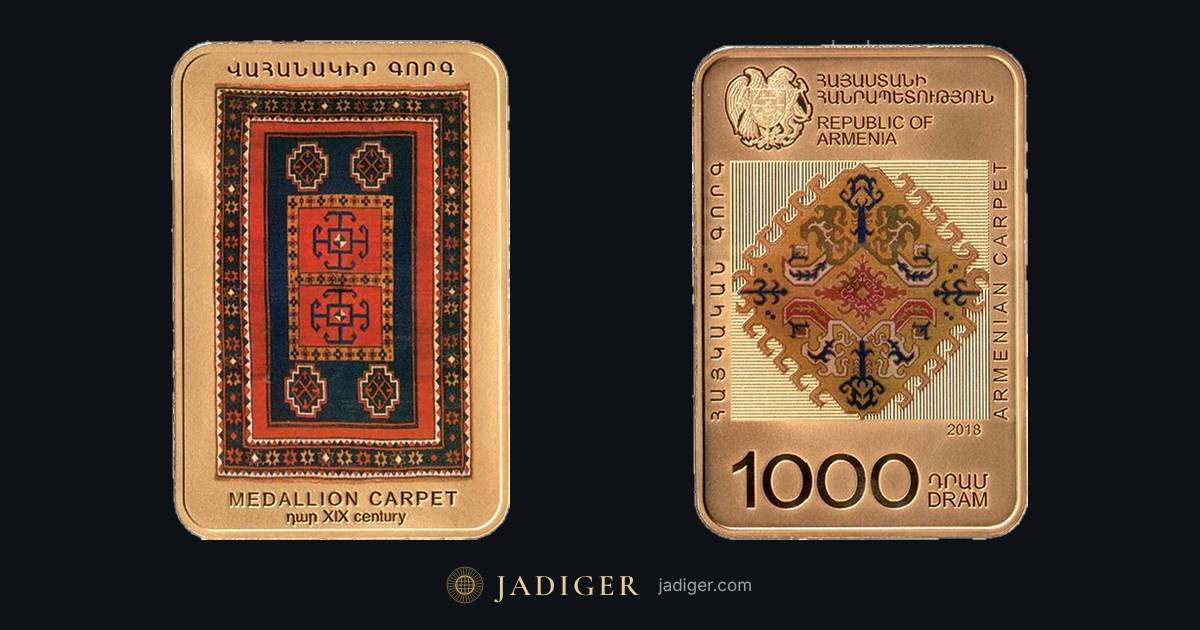 ՎԱՀԱՆԱԿԻՐ ԳՈՐԳ
MEDALLION CARPET
դար XIX century
ՀԱՅԱՍՏԱՆԻ
ՀԱՆՐԱՊԵՏՈՒԹՅՈՒՆ
REPUBLIC OF
ARMENIA
ՀԱՅԿԱԿԱՆ ԳՈՐԳ
ARMENIAN CARPET
2018
1000 ԴՐԱՄ
DRAM
JADIGER jadiger.com